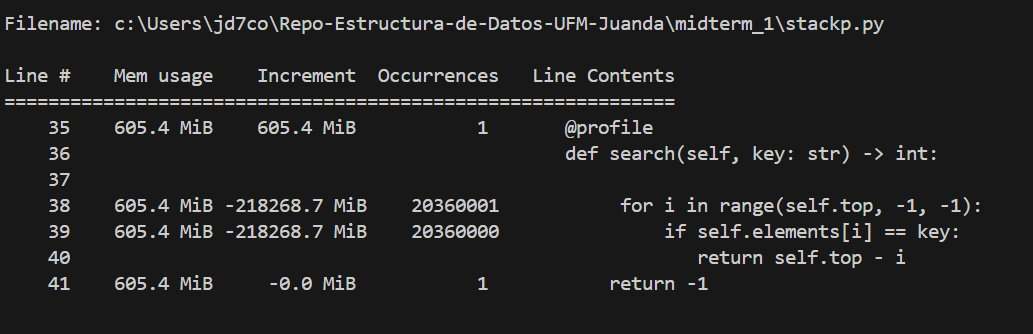 Filename: c:\Users\jd7co\Repo-Estructura-de-Datos-UFM-Juanda\midterm_1\stackp.py
Line #    Mem usage    Increment  Occurrences   Line Contents
=============================================================
35    605.4 MiB    605.4 MiB           1       @profile
36                                             def search(self, key: str) -> int:
37
38    605.4 MiB -218268.7 MiB    20360001           for i in range(self.top, -1, -1):
39    605.4 MiB -218268.7 MiB    20360000               if self.elements[i] == key:
40                                                         return self.top - i
41    605.4 MiB     -0.0 MiB           1           return -1